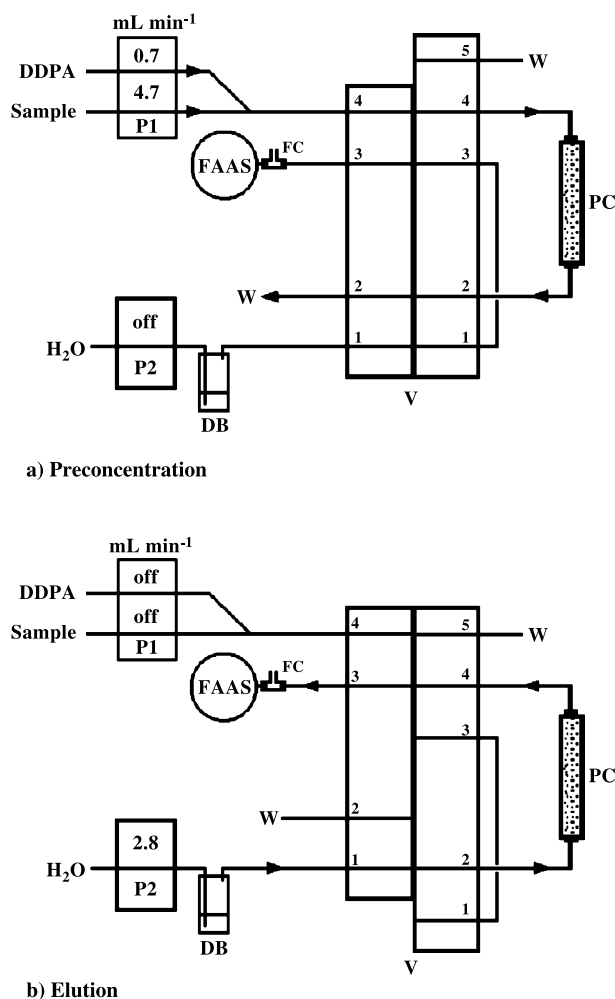 mL min-1
0.7
DDPA
5
W
4.7
Sample
4
4
P1
FC
FAAS
3
3
PC
W
2
2
off
H2O
1
1
P2
V
DB
a) Preconcentration
mL min-1
off
DDPA
off
Sample
4
5
W
P1
FC
FAAS
3
4
3
PC
W
2
2.8
H2O
1
2
P2
1
DB
V
b) Elution